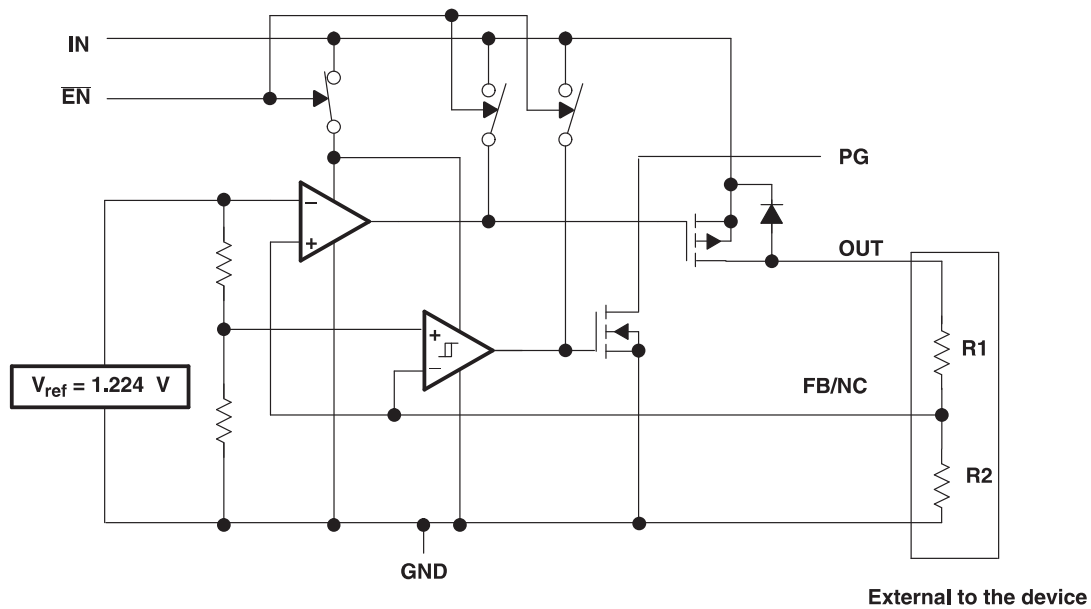 IN
EN
PG
OUT
−
+
+
−
R1
Vref = 1.224 V
FB/NC
R2
GND
External to the device